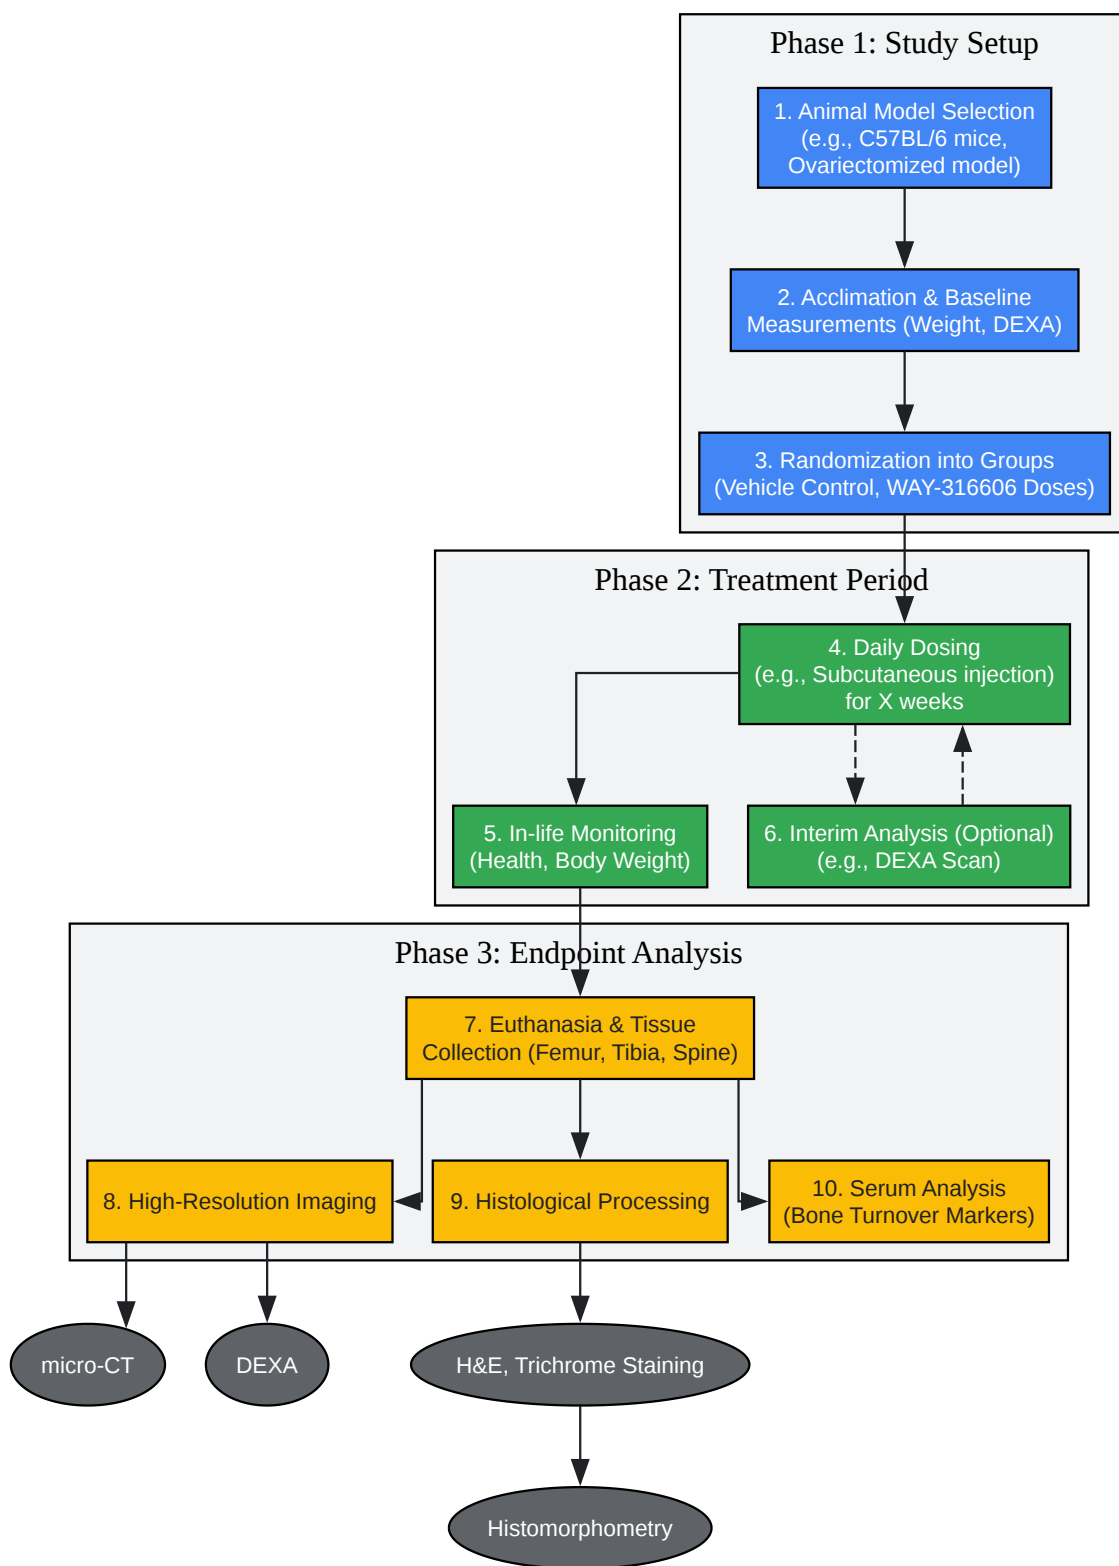 Phase 1: Study Setup
1. Animal Model Selection
(e.g., C57BL/6 mice,
Ovariectomized model)
2. Acclimation & Baseline
Measurements (Weight, DEXA)
3. Randomization into Groups
(Vehicle Control, WAY-316606 Doses)
Phase 2: Treatment Period
4. Daily Dosing
(e.g., Subcutaneous injection)
for X weeks
5. In-life Monitoring
(Health, Body Weight)
6. Interim Analysis (Optional)
(e.g., DEXA Scan)
Phase 3: Endpoint Analysis
7. Euthanasia & Tissue
Collection (Femur, Tibia, Spine)
8. High-Resolution Imaging
9. Histological Processing
10. Serum Analysis
(Bone Turnover Markers)
micro-CT
DEXA
H&E, Trichrome Staining
Histomorphometry